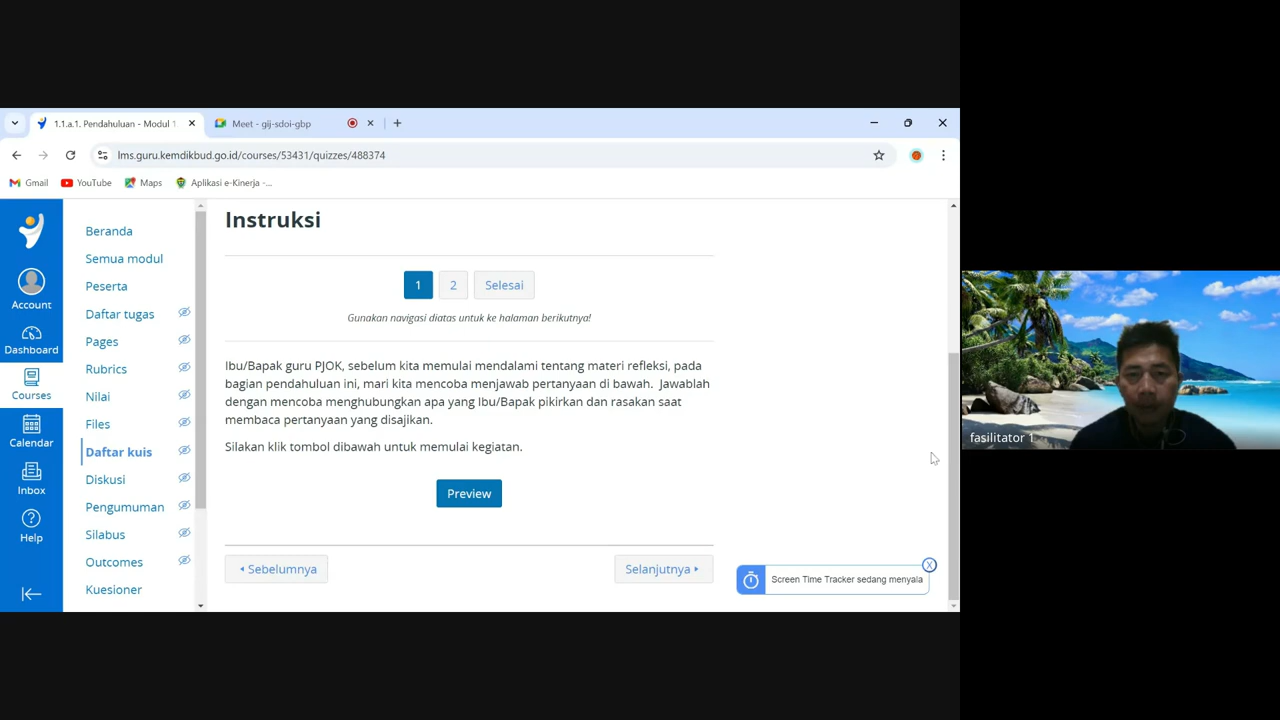 1.1.a.1. Pendahuluan - Modul 1
Meet - gij-sdoi-gbp
lms.guru.kemdikbud.go.id/courses/53431/quizzes/488374
Gmail
YouTube
Maps
Aplikasi e-Kinerja -...
Account
Dashboard
Courses
Calendar
Inbox
Help
Beranda
Semua modul
Peserta
Daftar tugas
Pages
Rubrics
Nilai
Files
Daftar kuis
Diskusi
Pengumuman
Silabus
Outcomes
Kuesioner
Instruksi
1 2 Selesai
Gunakan navigasi diatas untuk ke halaman berikutnya!
Ibu/Bapak guru PJOK, sebelum kita memulai mendalami tentang materi refleksi, pada
bagian pendahuluan ini, mari kita mencoba menjawab pertanyaan di bawah. Jawablah
dengan mencoba menghubungkan apa yang Ibu/Bapak pikirkan dan rasakan saat
membaca pertanyaan yang disajikan.
Silakan klik tombol dibawah untuk memulai kegiatan.
Preview
Sebelumnya
Selanjutnya
Screen Time Tracker sedang menyala
X
fasilitator 1